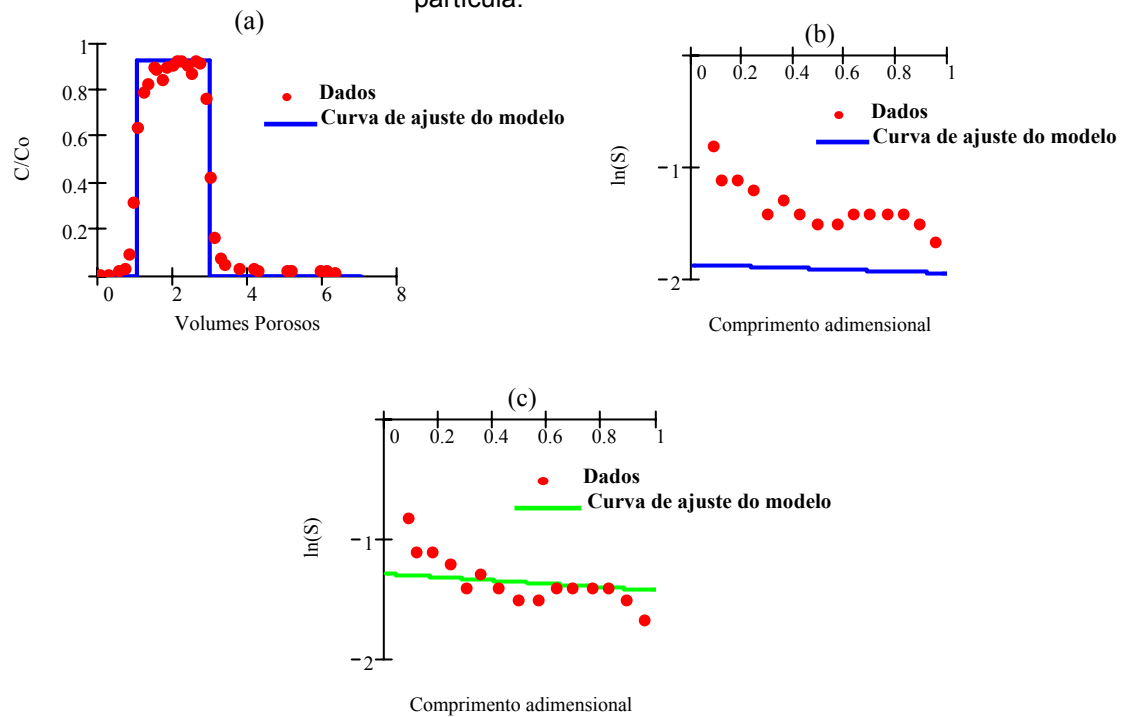 partícula.
(a)
1
0.8
0.6
0.4
0.2
0 2 4 6 8
C/Co
Volumes Porosos
Dados
Curva de ajuste do modelo
(b)
0 0.2 0.4 0.6 0.8 1
−1
−2
ln(S)
Dados
Curva de ajuste do modelo
Comprimento adimensional
(c)
0 0.2 0.4 0.6 0.8 1
−1
−2
ln(S)
Dados
Curva de ajuste do modelo
Comprimento adimensional